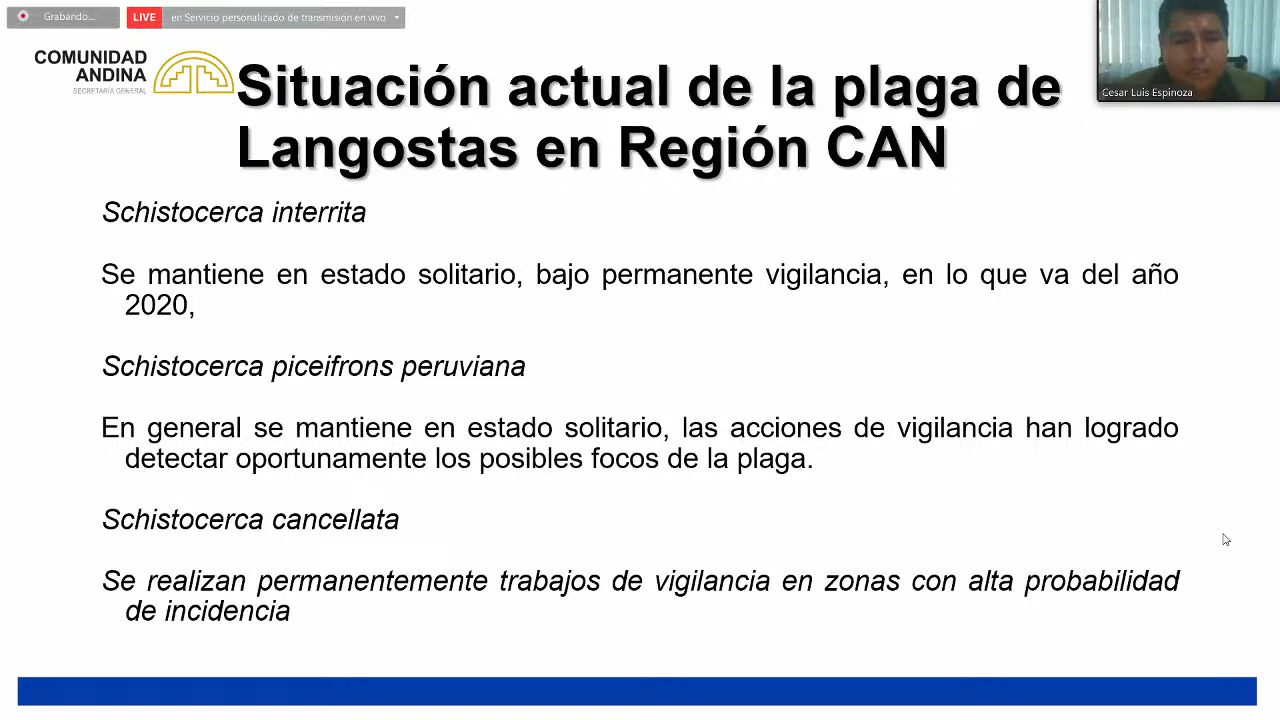 Grabando...
LIVE
en Servicio personalizado de transmisión en vivo
COMUNIDAD
ANDINA
SECRETARÍA GENERAL
Situación actual de la plaga de
Langostas en Región CAN
Cesar Luis Espinoza
Schistocerca interrita
Se mantiene en estado solitario, bajo permanente vigilancia, en lo que va del año
2020,
Schistocerca piceifrons peruviana
En general se mantiene en estado solitario, las acciones de vigilancia han logrado
detectar oportunamente los posibles focos de la plaga.
Schistocerca cancellata
Se realizan permanentemente trabajos de vigilancia en zonas con alta probabilidad
de incidencia